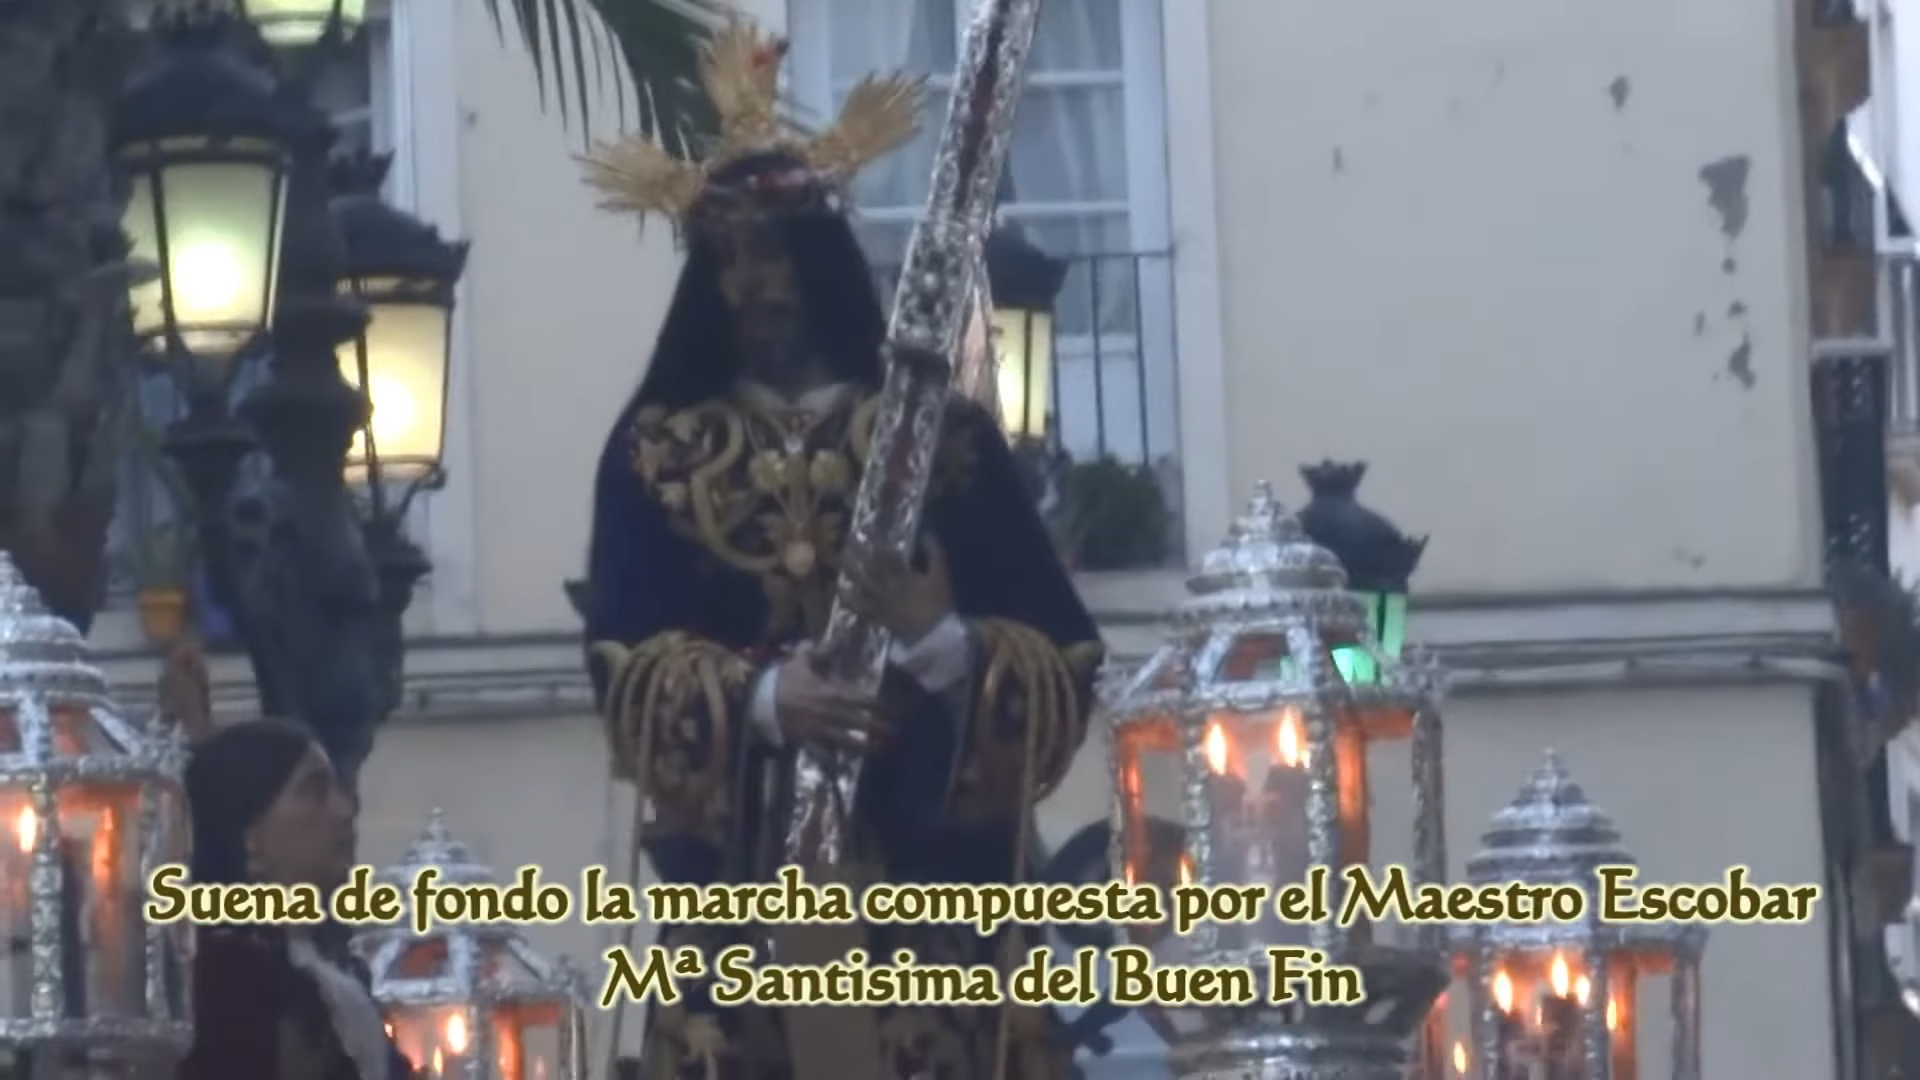 Suena de fondo la marcha compuesta por el Maestro Escobar
Mª Santisima del Buen Fin